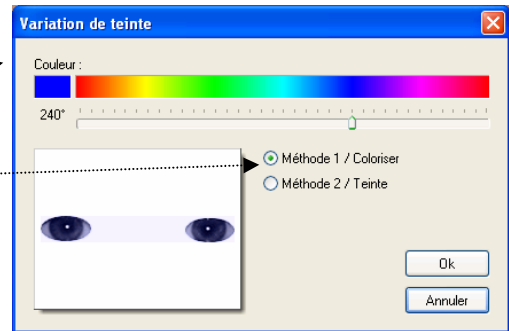 Variation de teinte
Couleur :
240°
Méthode 1 / Coloriser
Méthode 2 / Teinte
Ok
Annuler